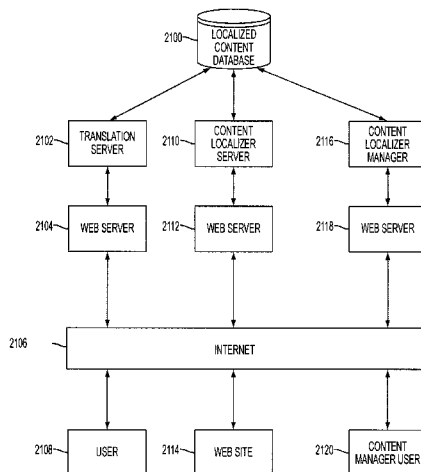 2100
LOCALIZED
CONTENT
DATABASE
2102
TRANSLATION
SERVER
2110
CONTENT
LOCALIZER
SERVER
2116
CONTENT
LOCALIZER
MANAGER
2104
WEB SERVER
2112
WEB SERVER
2118
WEB SERVER
2106
INTERNET
2108
USER
2114
WEB SITE
2120
CONTENT
MANAGER USER